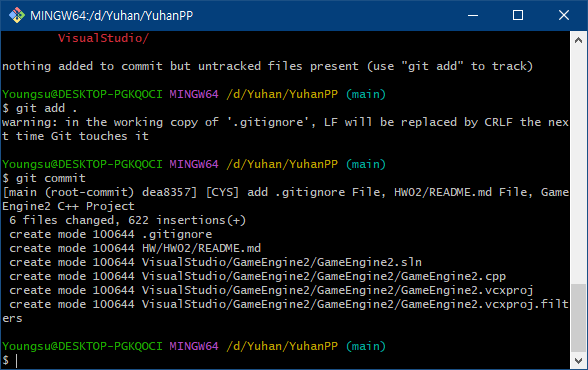 MINGW64:/d/Yuhan/YuhanPP
VisualStudio/
nothing added to commit but untracked files present (use "git add" to track)
Youngsu@DESKTOP-PGKQOCI MINGW64 /d/Yuhan/YuhanPP (main)
$ git add .
warning: in the working copy of '.gitignore', LF will be replaced by CRLF the nex
t time Git touches it
Youngsu@DESKTOP-PGKQOCI MINGW64 /d/Yuhan/YuhanPP (main)
$ git commit
[main (root-commit) dea8357] [CYS] add .gitignore File, HW02/README.md File, Game
Engine2 C++ Project
6 files changed, 622 insertions(+)
create mode 100644 .gitignore
create mode 100644 HW/HW02/README.md
create mode 100644 VisualStudio/GameEngine2/GameEngine2.sln
create mode 100644 VisualStudio/GameEngine2/GameEngine2/GameEngine2.cpp
create mode 100644 VisualStudio/GameEngine2/GameEngine2/GameEngine2.vcxproj
create mode 100644 VisualStudio/GameEngine2/GameEngine2/GameEngine2.vcxproj.filt
ers
Youngsu@DESKTOP-PGKQOCI MINGW64 /d/Yuhan/YuhanPP (main)
$